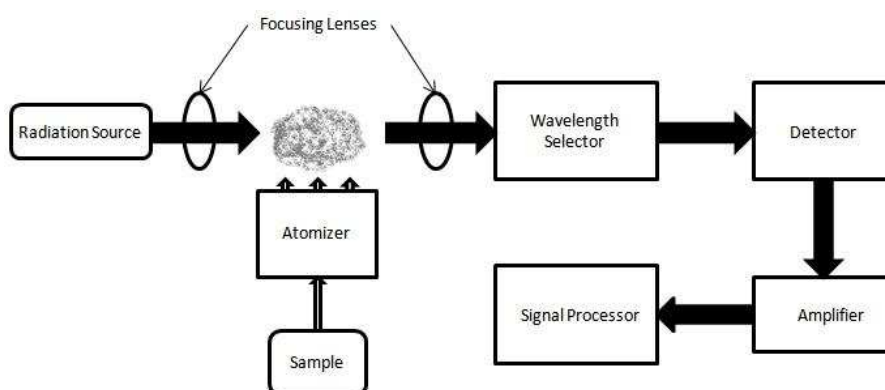 Focusing Lenses
Radiation Source
Wavelength
Selector
Detector
Atomizer
Signal Processor
Amplifier
Sample